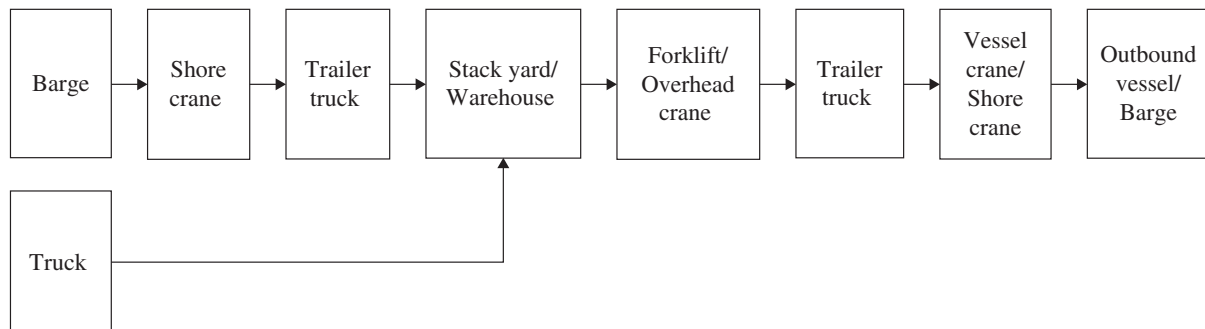 Barge
Shore
crane
Trailer
truck
Stack yard/
Warehouse
Forklift/
Overhead
crane
Trailer
truck
Vessel
crane/
Shore
crane
Outbound
vessel/
Barge
Truck